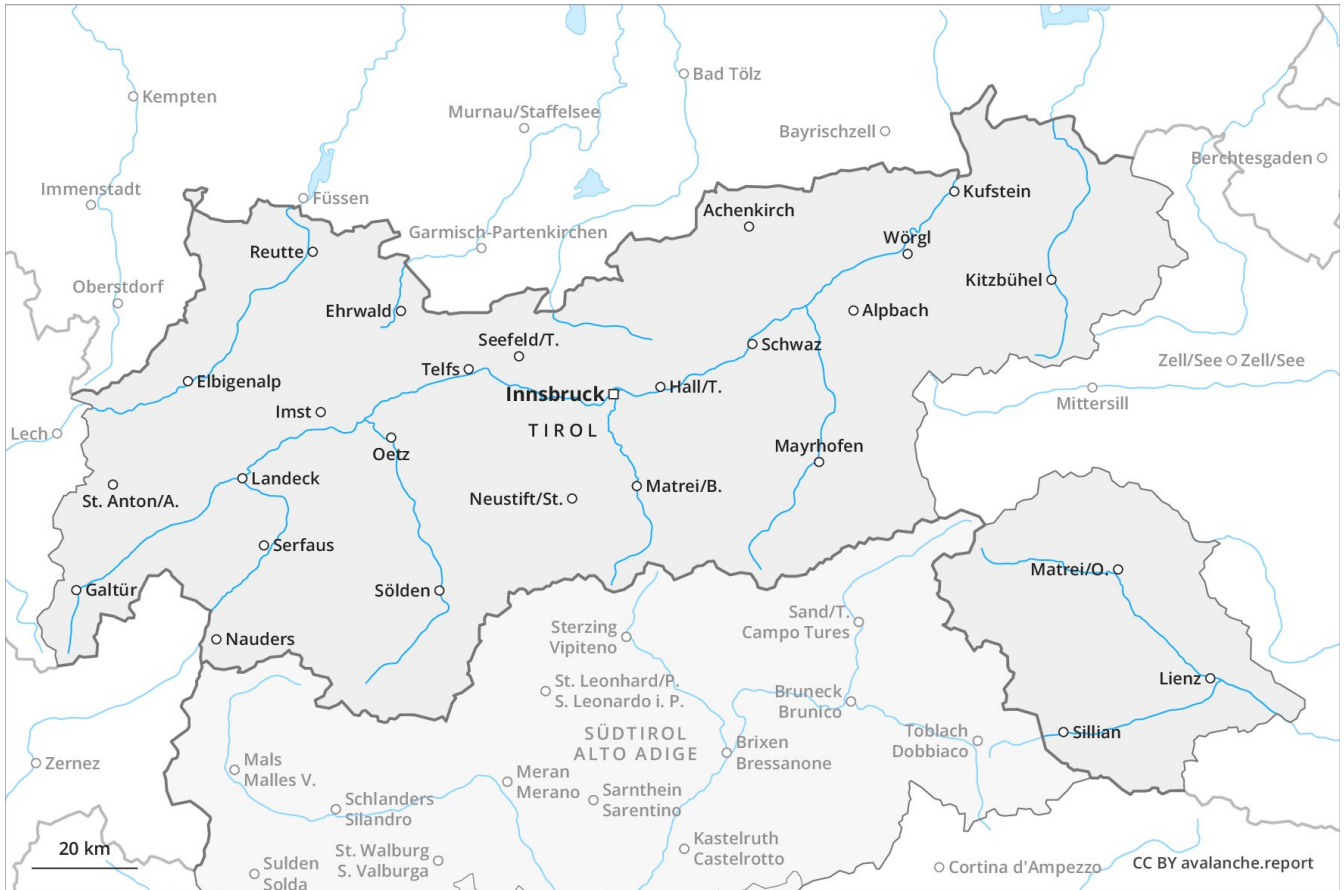 Bad Tölz
Kempten
Murnau/Staffelsee
Bayrischzell
Berchtesgaden
Immenstadt
Füssen
Kufstein
Achenkirch
Garmisch-Partenkirchen
Wörgl
Reutte
Kitzbühel
Oberstdorf
Ehrwald
Alpbach
Seefeld/T.
Schwaz
Zell/See
Zell/See
Telfs
Elbigenalp
Hall/T.
Innsbruck
Mittersill
Imst
TIROL
Lech
Oetz
Mayrhofen
Landeck
Matrei/B.
St. Anton/A.
Neustift/St.
Serfaus
Matrei/O.
Galtür
Sölden
Sand/T.
Campo Tures
Nauders
Sterzing
Vipiteno
Lienz
St. Leonhard/P.
S. Leonardo i. P.
Bruneck
Brunico
SÜDTIROL
ALTO ADIGE
Toblach
Dobbiaco
Sillian
Brixen
Bressanone
Zernez
Mals
Malles V.
Meran
Merano
Sarnthein
Sarentino
Schlanders
Silandro
Kastelruth
Castelrotto
20 km
St. Walburg
S. Valburga
Sulden
Solda
Cortina d'Ampezzo
CC BY avalanche.report